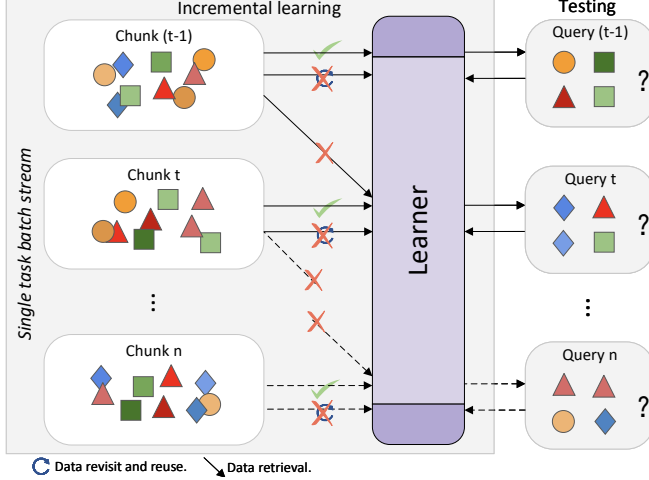 Incremental learning
Testing
Chunk (t-1)
Query (t-1)
?
Chunk t
Query t
?
Single task batch stream
Learner
⋮
⋮
Chunk n
Query n
?
Data revisit and reuse.
Data retrieval.